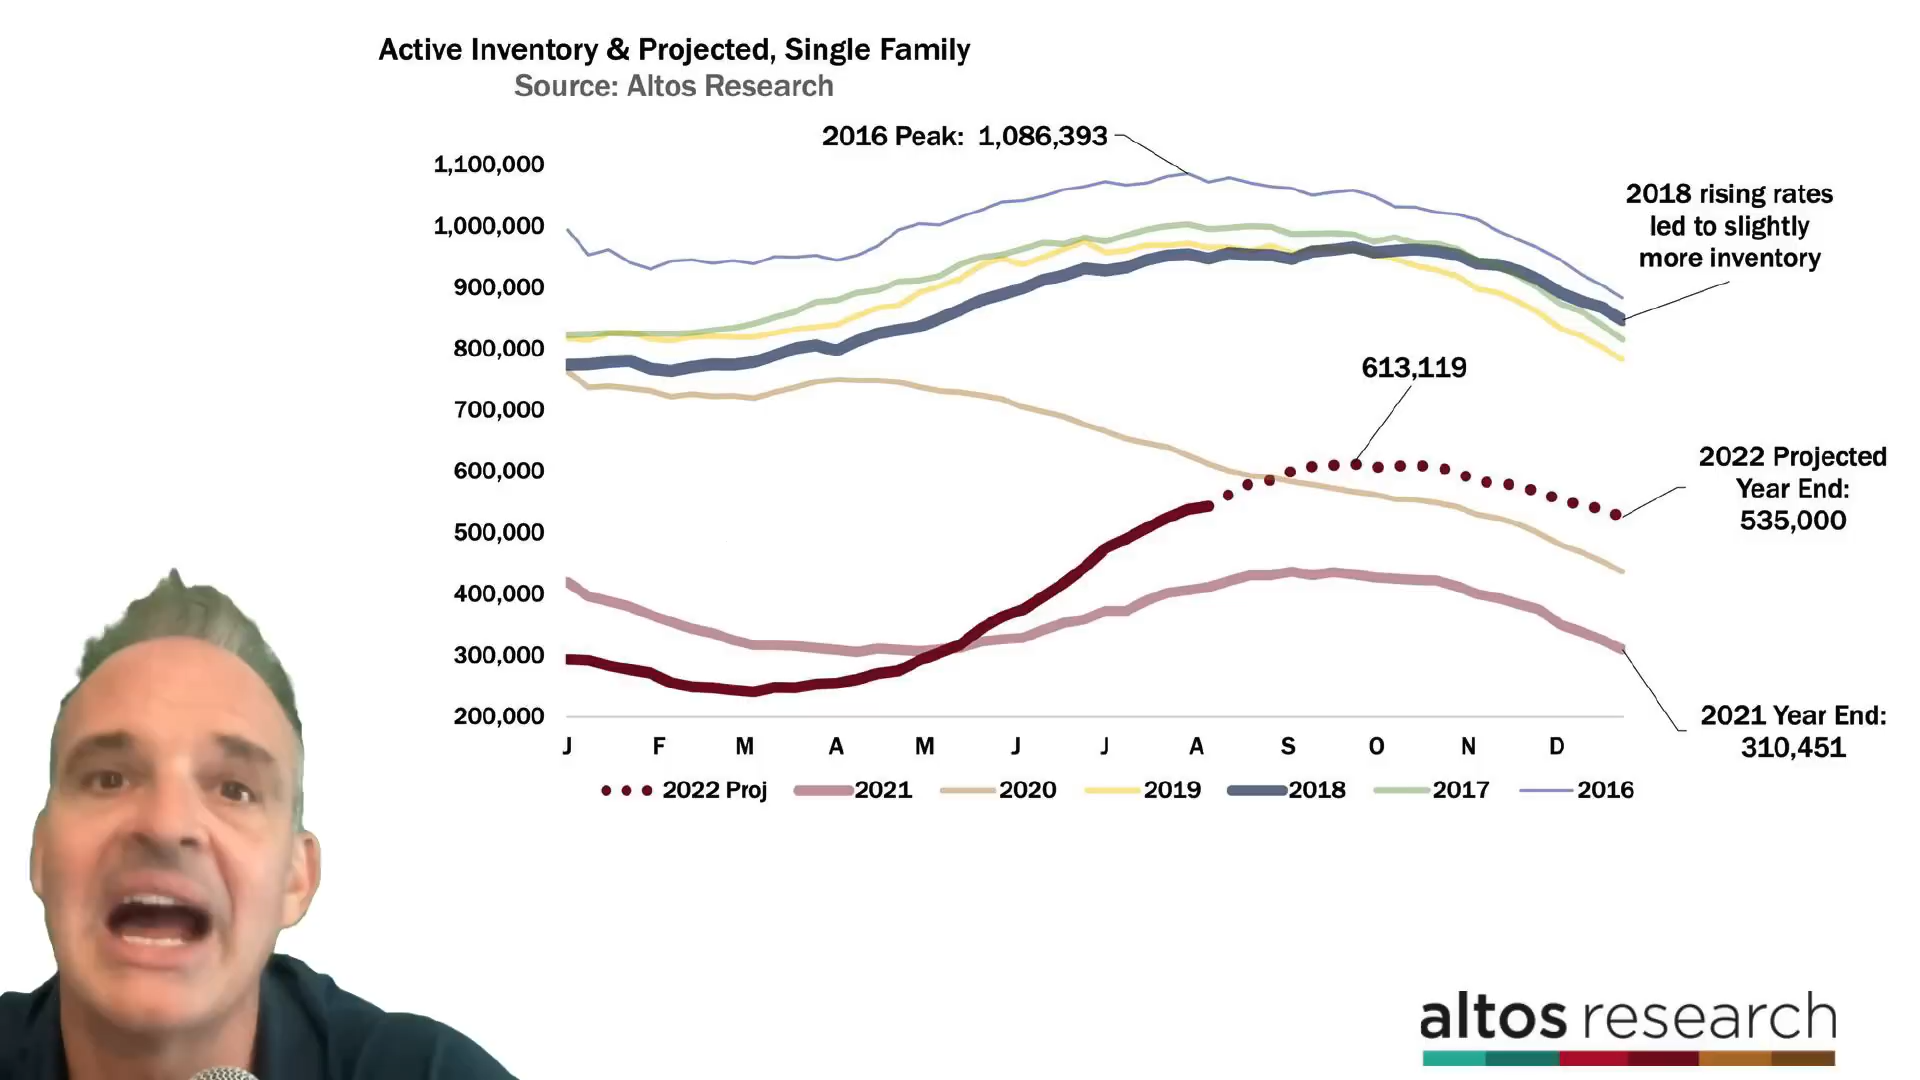 Active Inventory & Projected, Single Family
Source: Altos Research
2016 Peak: 1,086,393
1,100,000
1,000,000
900,000
800,000
700,000
600,000
500,000
400,000
300,000
200,000
2018 rising rates
led to slightly
more inventory
613,119
2022 Projected
Year End:
535,000
2021 Year End:
310,451
J F M A M J J A S O N D
2022 Proj 2021 2020 2019 2018 2017 2016
altos research